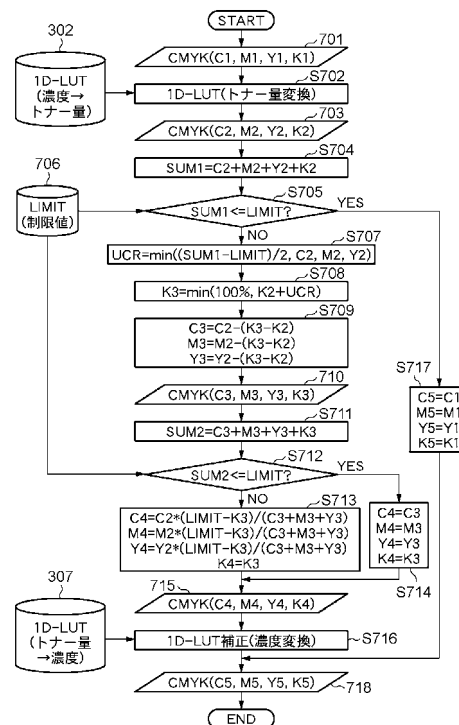 START
302
701
CMYK(C1, M1, Y1, K1)
1D-LUT
(濃度→
トナー量)
S702
1D-LUT(トナー量変換)
703
CMYK(C2, M2, Y2, K2)
S704
SUM1=C2+M2+Y2+K2
706
LIMIT
(制限値)
S705
SUM1<=LIMIT?
YES
NO
S707
UCR=min((SUM1-LIMIT)/2, C2, M2, Y2)
S708
K3=min(100%, K2+UCR)
S709
C3=C2-(K3-K2)
M3=M2-(K3-K2)
Y3=Y2-(K3-K2)
710
CMYK(C3, M3, Y3, K3)
S711
SUM2=C3+M3+Y3+K3
S717
C5=C1
M5=M1
Y5=Y1
K5=K1
S712
SUM2<=LIMIT?
YES
NO
S713
C4=C2*(LIMIT-K3)/(C3+M3+Y3)
M4=M2*(LIMIT-K3)/(C3+M3+Y3)
Y4=Y2*(LIMIT-K3)/(C3+M3+Y3)
K4=K3
C4=C3
M4=M3
Y4=Y3
K4=K3
S714
307
715
CMYK(C4, M4, Y4, K4)
1D-LUT
(トナー量
→濃度)
1D-LUT補正(濃度変換)
S716
CMYK(C5, M5, Y5, K5)
718
END